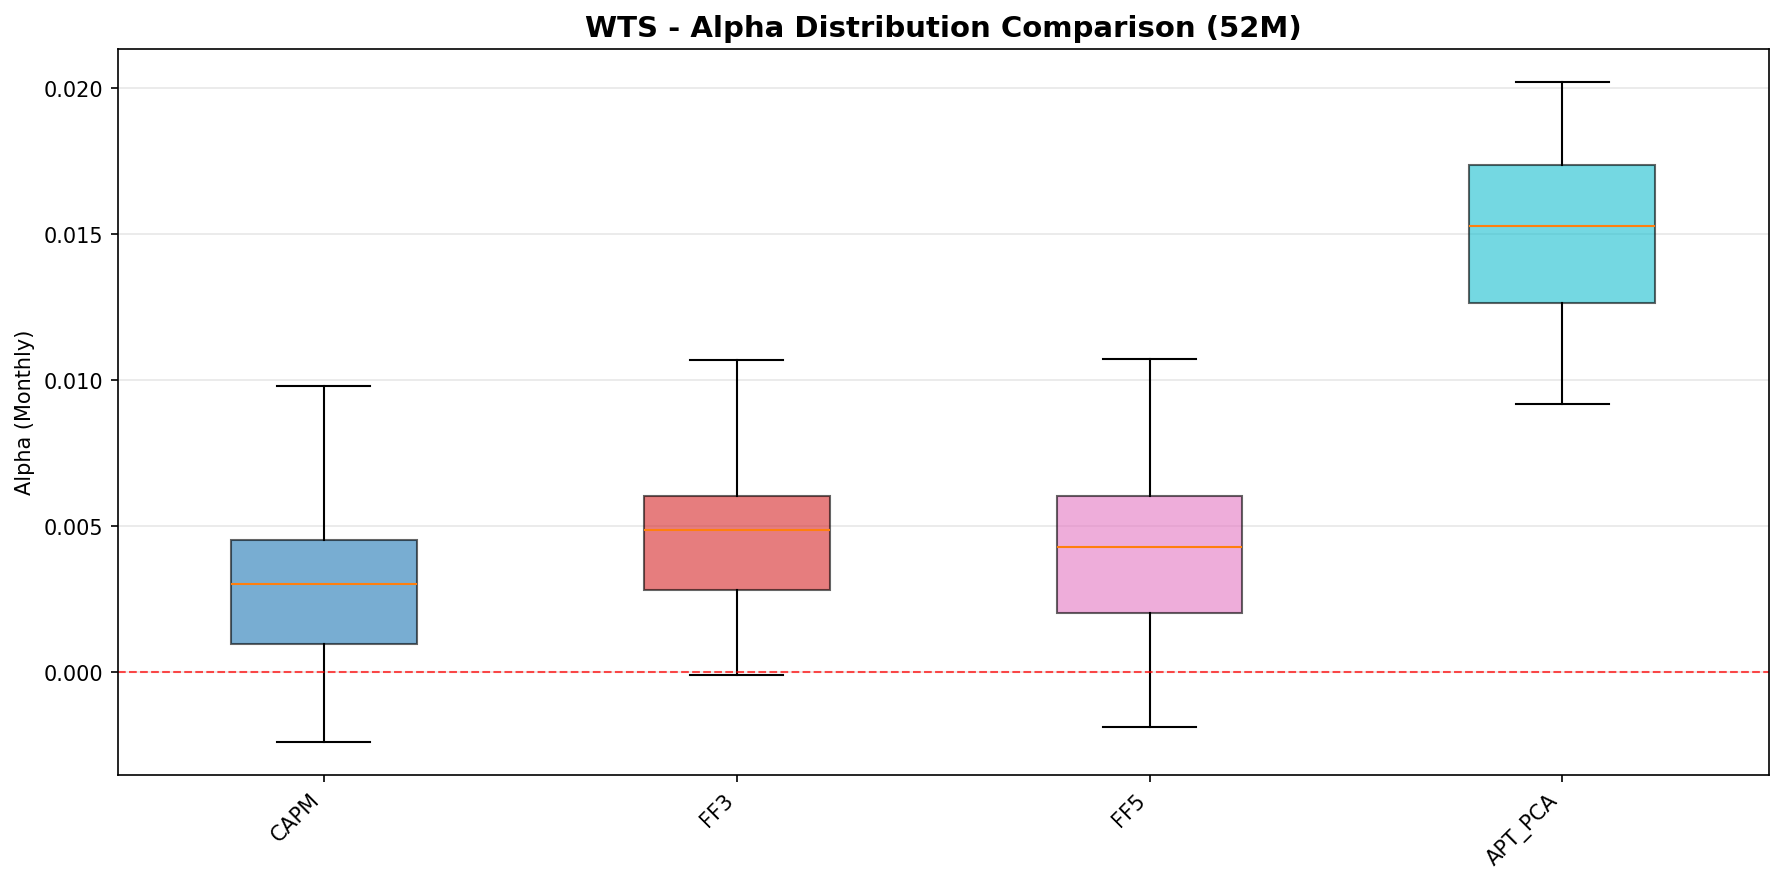 WTS - Alpha Distribution Comparison (52M)
Alpha (Monthly)
0.020
0.015
0.010
0.005
0.000
CAPM
FF3
FF5
APT_PCA